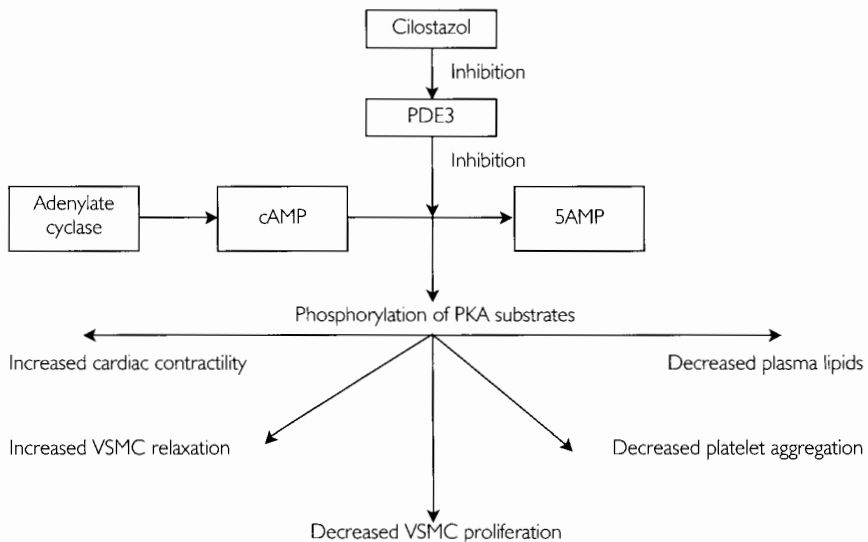 Cilostazol
Inhibition
PDE3
Inhibition
Adenylate
cyclase
cAMP
5AMP
Phosphorylation of PKA substrates
Increased cardiac contractility
Decreased plasma lipids
Increased VSMC relaxation
Decreased platelet aggregation
Decreased VSMC proliferation